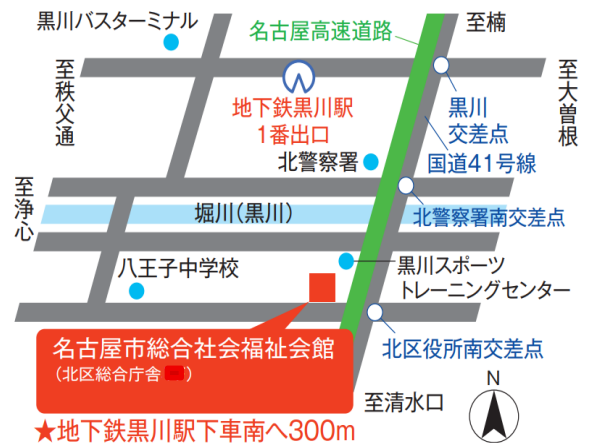 黒川バスターミナル
名古屋高速道路
至楠
至秩父通
至大曽根
地下鉄黒川駅
1番出口
黒川
交差点
北警察署
国道41号線
至浄心
堀川(黒川)
北警察署南交差点
八王子中学校
黒川スポーツ
トレーニングセンター
名古屋市総合社会福祉会館
(北区総合庁舎
)
北区役所南交差点
至清水口
N
★地下鉄黒川駅下車南へ300m